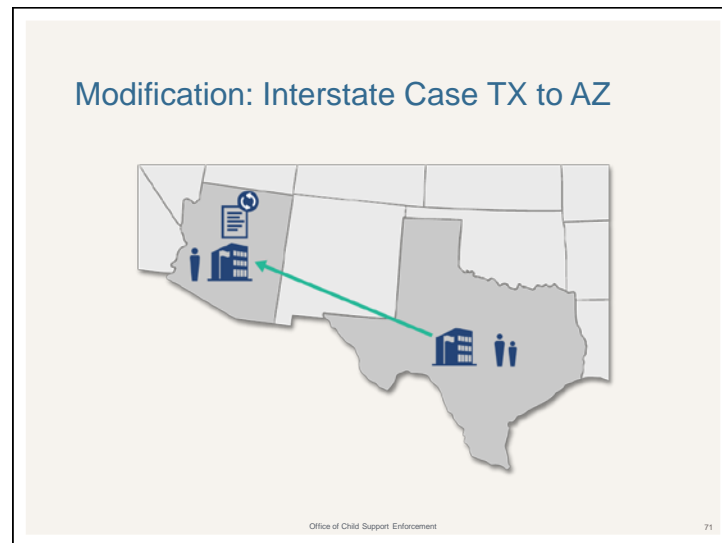 Modification: Interstate Case TX to AZ
Office of Child Support Enforcement
71